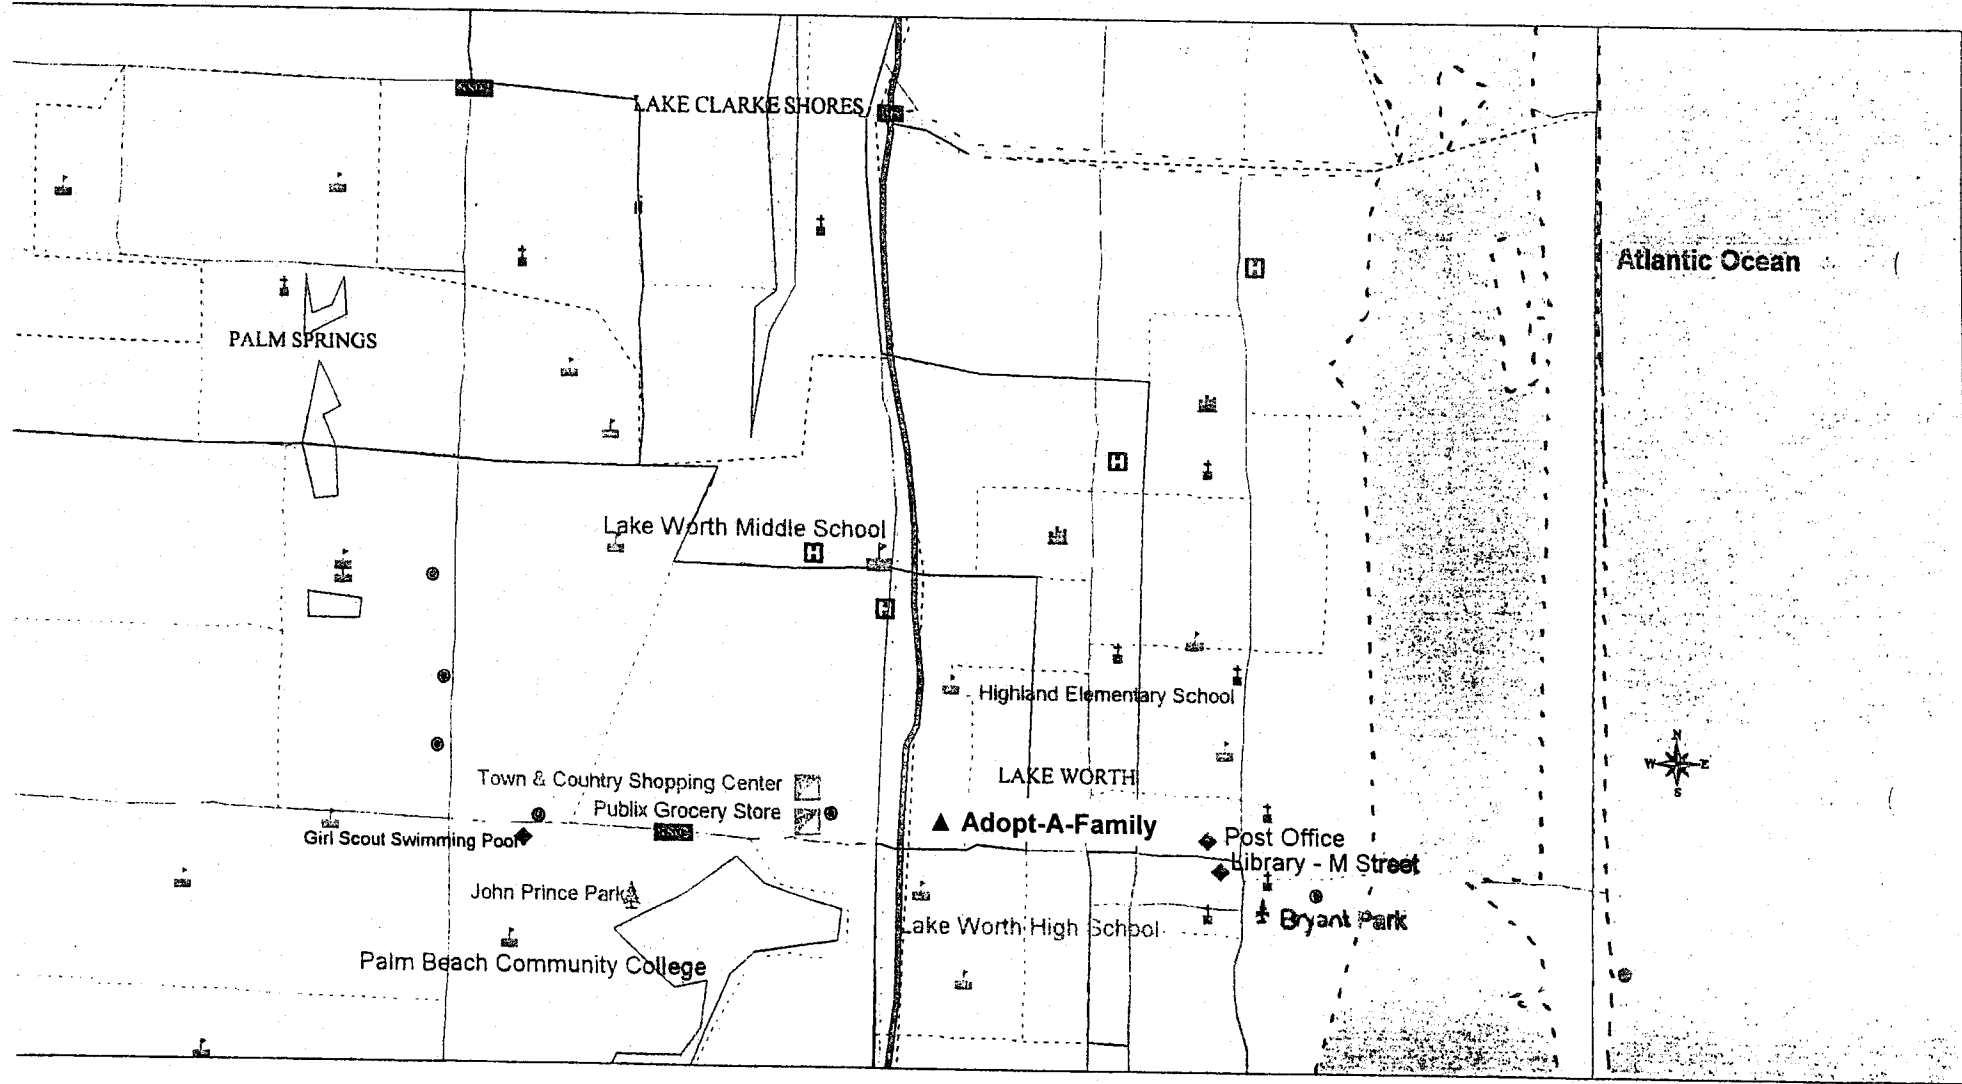 LAKE CLARKE SHORES
Atlantic Ocean
H
PALM SPRINGS
H
Lake Worth Middle School
H
H
Highland Elementary School
N
W E
S
LAKE WORTH
Town & Country Shopping Center
Publix Grocery Store
Adopt-A-Family
Girl Scout Swimming Pool
Post Office
Library - M Street
John Prince Park
Bryant Park
Lake Worth High School
Palm Beach Community College